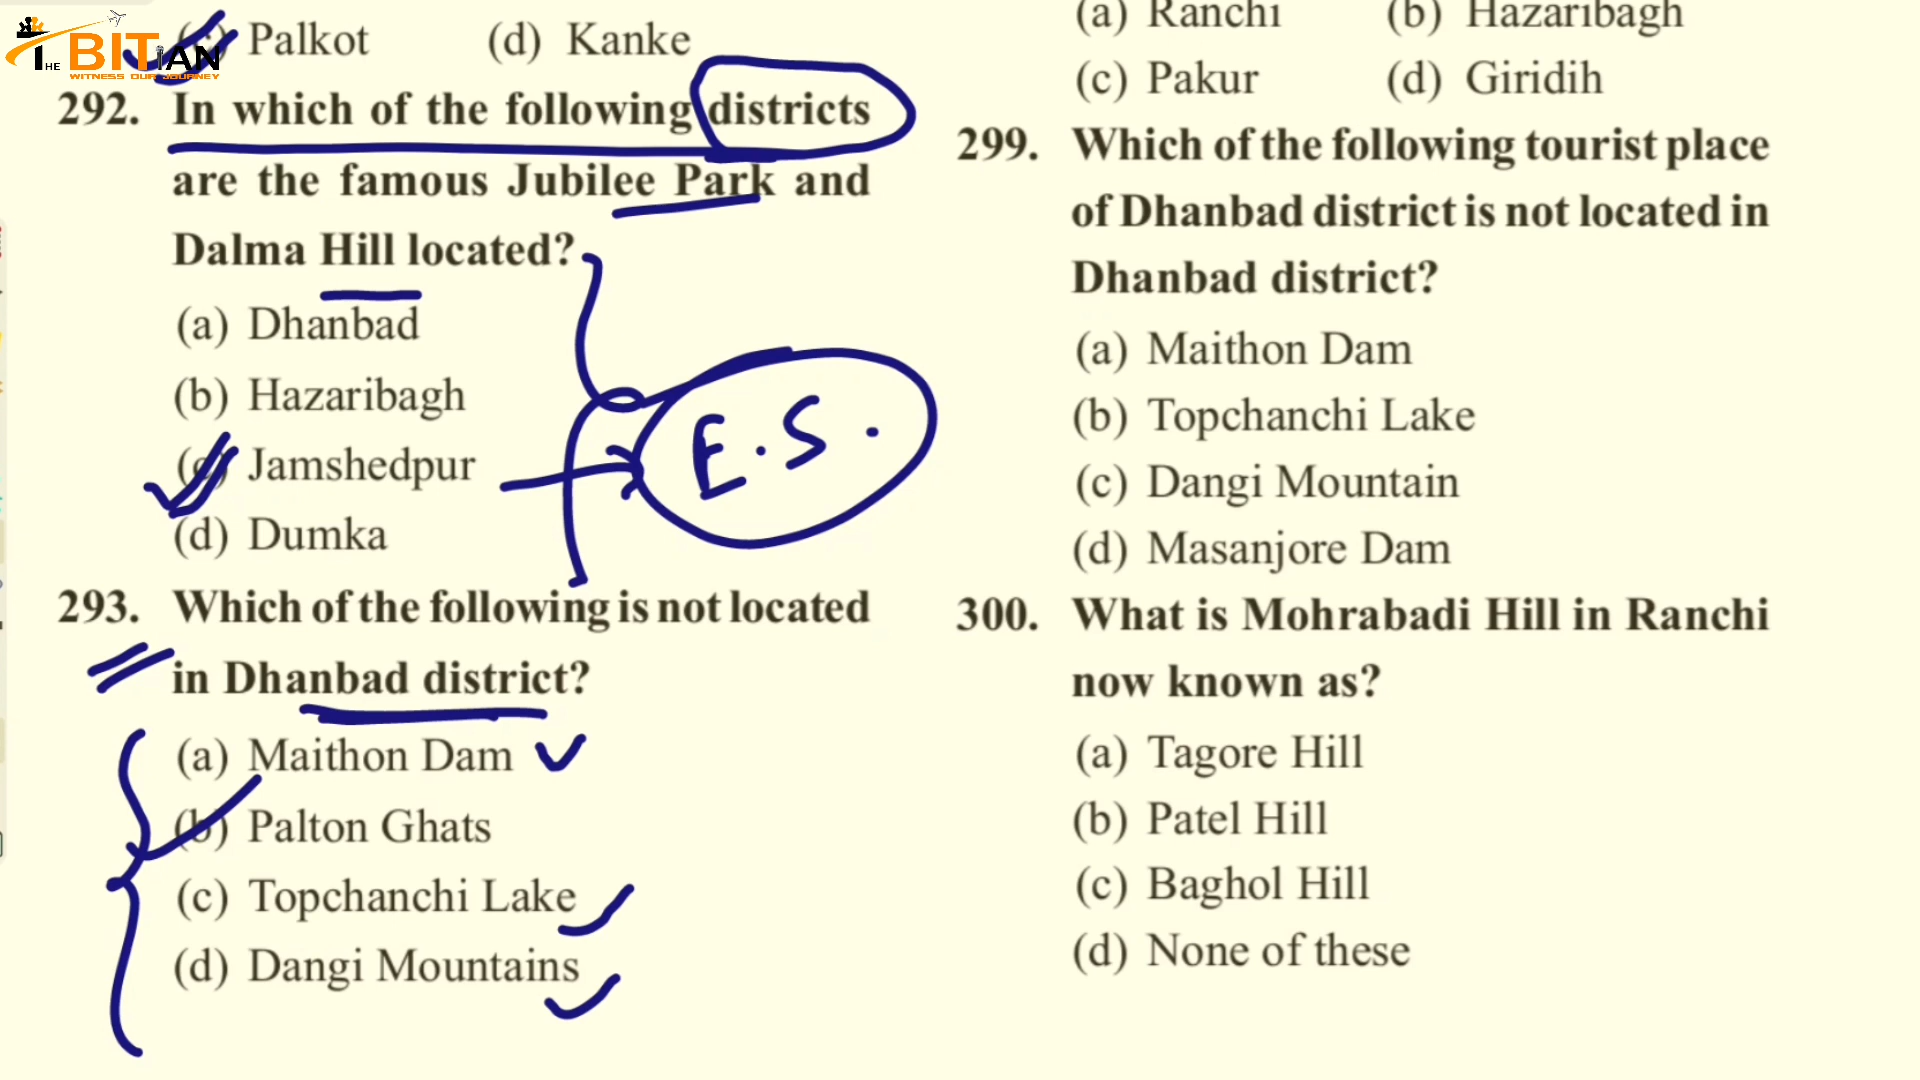 THE BITIAN
WITNESS OUR JOURNEY
(c) Palkot (d) Kanke
292. In which of the following districts
are the famous Jubilee Park and
Dalma Hill located?
(a) Dhanbad
(b) Hazaribagh
(c) Jamshedpur
(d) Dumka
E.S.
293. Which of the following is not located
in Dhanbad district?
(a) Maithon Dam
(b) Palton Ghats
(c) Topchanchi Lake
(d) Dangi Mountains
(a) Ranchi (b) Hazaribagh
(c) Pakur (d) Giridih
299. Which of the following tourist place
of Dhanbad district is not located in
Dhanbad district?
(a) Maithon Dam
(b) Topchanchi Lake
(c) Dangi Mountain
(d) Masanjore Dam
300. What is Mohrabadi Hill in Ranchi
now known as?
(a) Tagore Hill
(b) Patel Hill
(c) Baghol Hill
(d) None of these